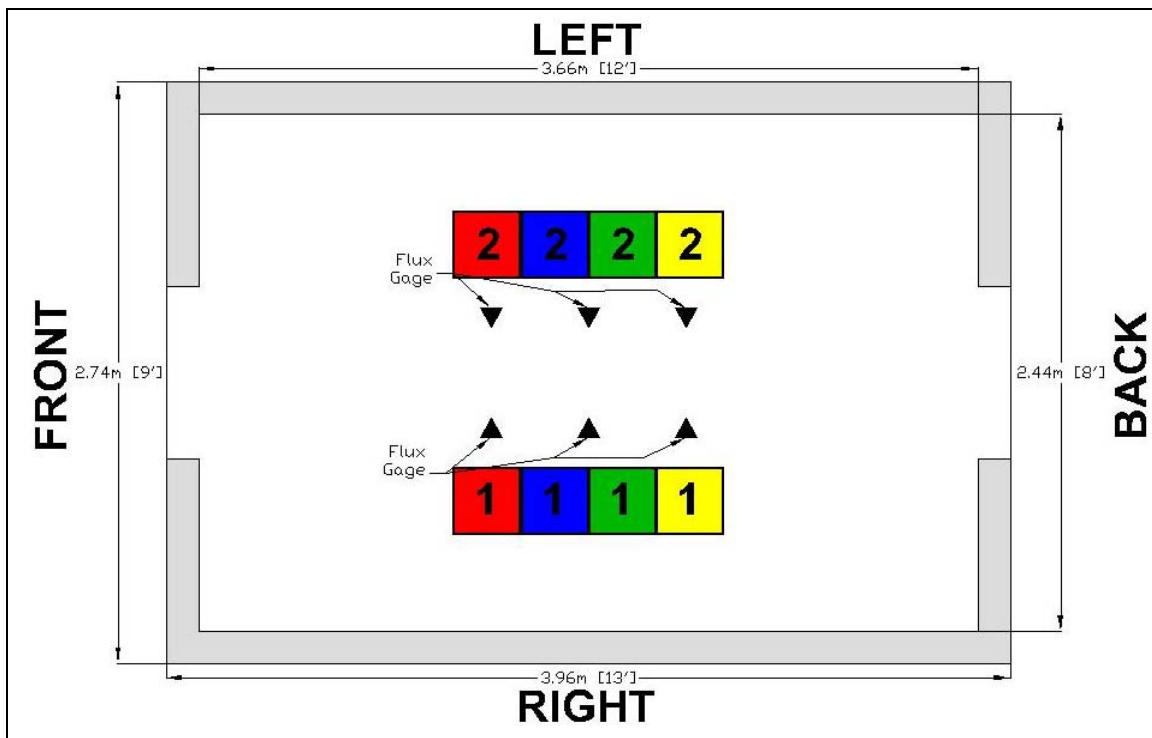 LEFT
3.66m [12']
2 2 2 2
Flux
Gage
FRONT
2.74m [9']
2.44m [8']
BACK
Flux
Gage
1 1 1 1
3.96m [13']
RIGHT